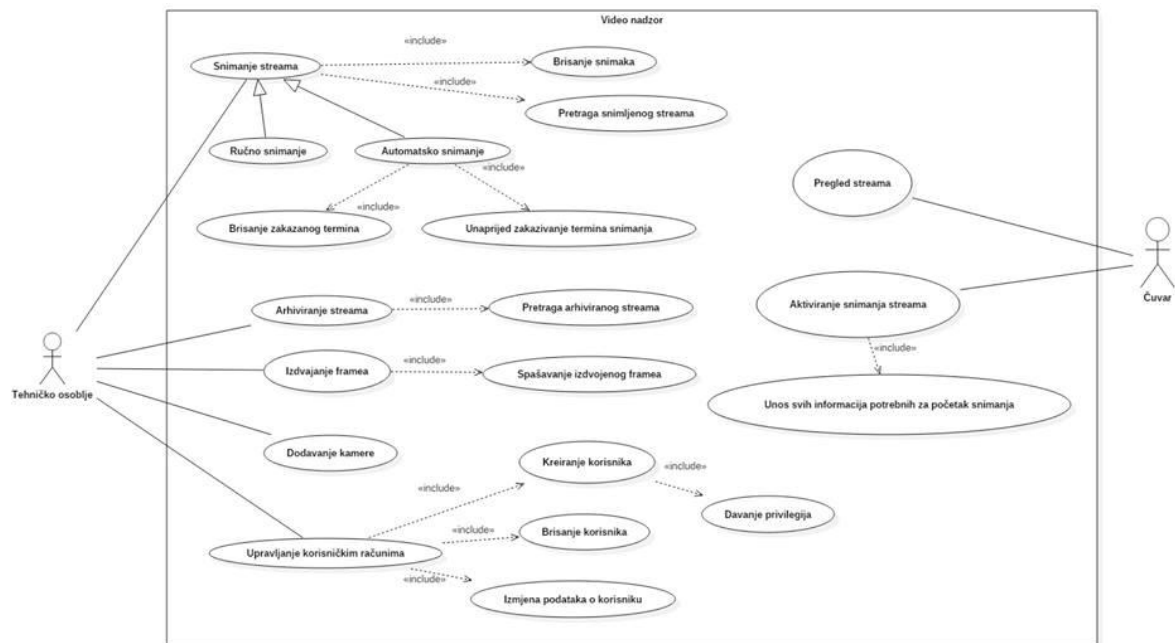 Video nadzor
«include»
Snimanje streama
Brisanje snimaka
«include»
Pretraga snimljenog streama
Ručno snimanje
Automatsko snimanje
Pregled streama
«include»
«include»
Brisanje zakazanog termina
Unaprijed zakazivanje termina snimanja
Čuvar
Aktiviranje snimanja streama
Arhiviranje streama
«include»
Pretraga arhiviranog streama
«include»
Tehničko osoblje
Izdvajanje framea
«include»
Spašavanje izdvojenog framea
Unos svih informacija potrebnih za početak snimanja
Dodavanje kamere
Kreiranje korisnika
«include»
«include»
Davanje privilegija
«include»
Brisanje korisnika
Upravljanje korisničkim računima
«include»
Izmjena podataka o korisniku